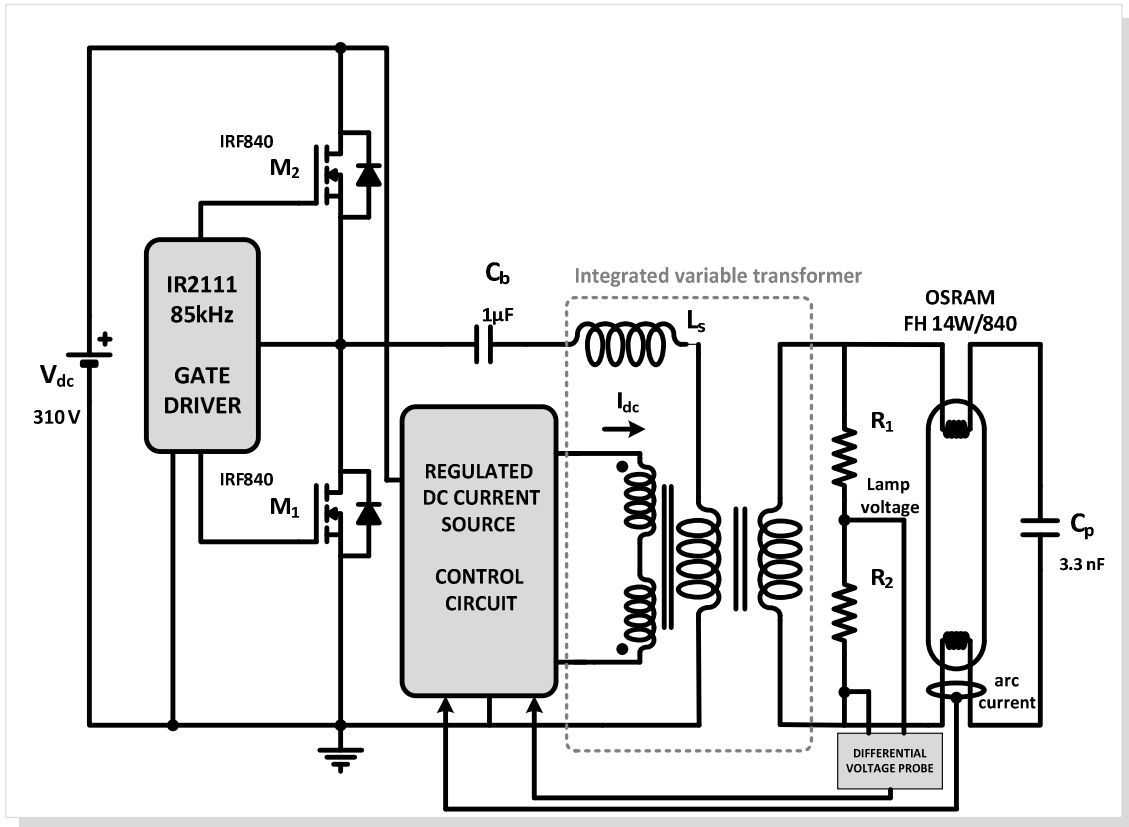 IRF840
M2
IR2111
85kHz
GATE
DRIVER
+
Vdc
310 V
IRF840
M1
Cb
1µF
Integrated variable transformer
Ls
Idc
REGULATED
DC CURRENT
SOURCE
CONTROL
CIRCUIT
OSRAM
FH 14W/840
R1
Lamp
voltage
R2
Cp
3.3 nF
arc
current
DIFFERENTIAL
VOLTAGE PROBE